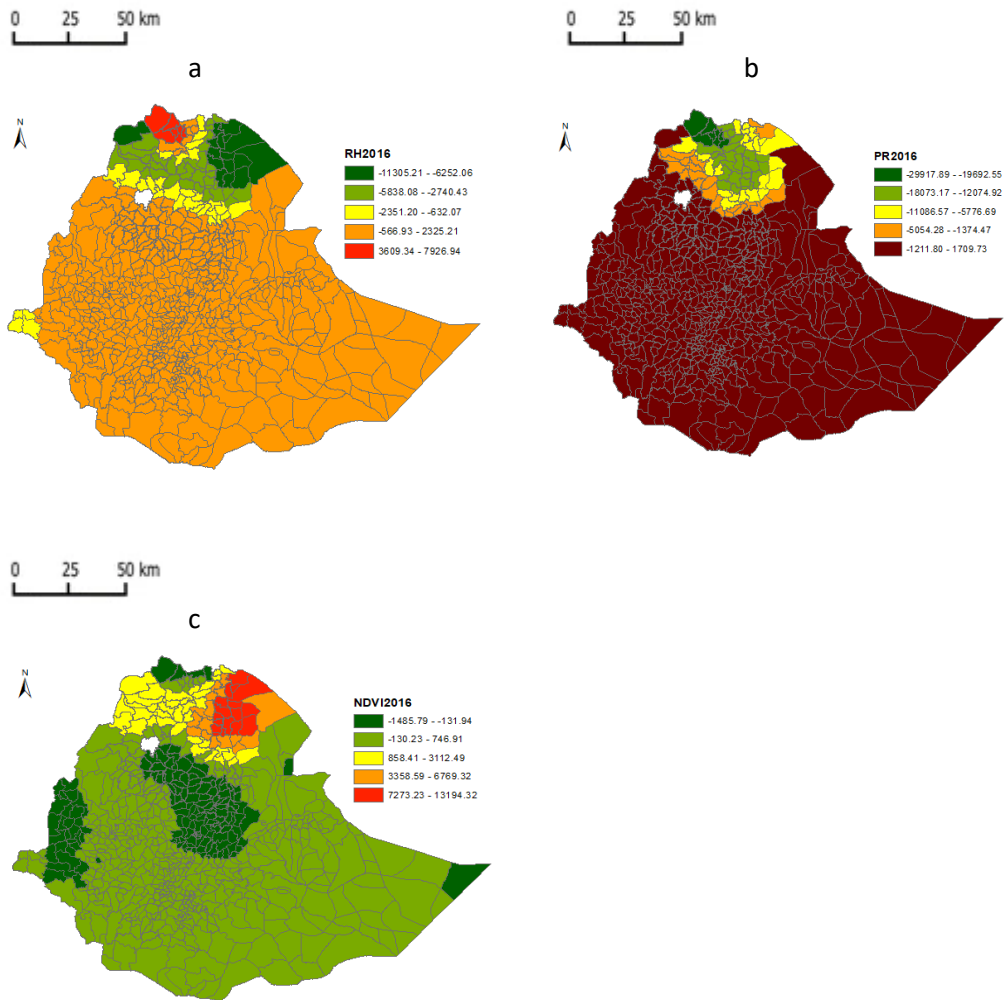 0 25 50 km
a
N
RH2016
-11305.21 - -6252.06
-5838.08 - -2740.43
-2351.20 - -632.07
-566.93 - 2325.21
3609.34 - 7926.94
0 25 50 km
b
N
PR2016
-29917.89 - -19692.55
-18073.17 - -12074.92
-11086.57 - -5776.69
-5054.28 - -1374.47
-1211.80 - 1709.73
0 25 50 km
c
N
NDVI2016
-1485.79 - -131.94
-130.23 - 746.91
858.41 - 3112.49
3358.59 - 6769.32
7273.23 - 13194.32